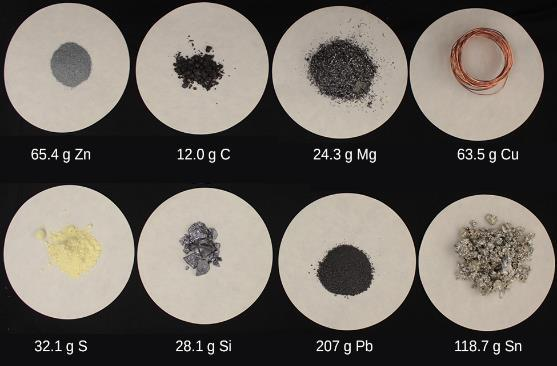 65.4 g Zn
12.0 g C
24.3 g Mg
63.5 g Cu
32.1 g S
28.1 g Si
207 g Pb
118.7 g Sn